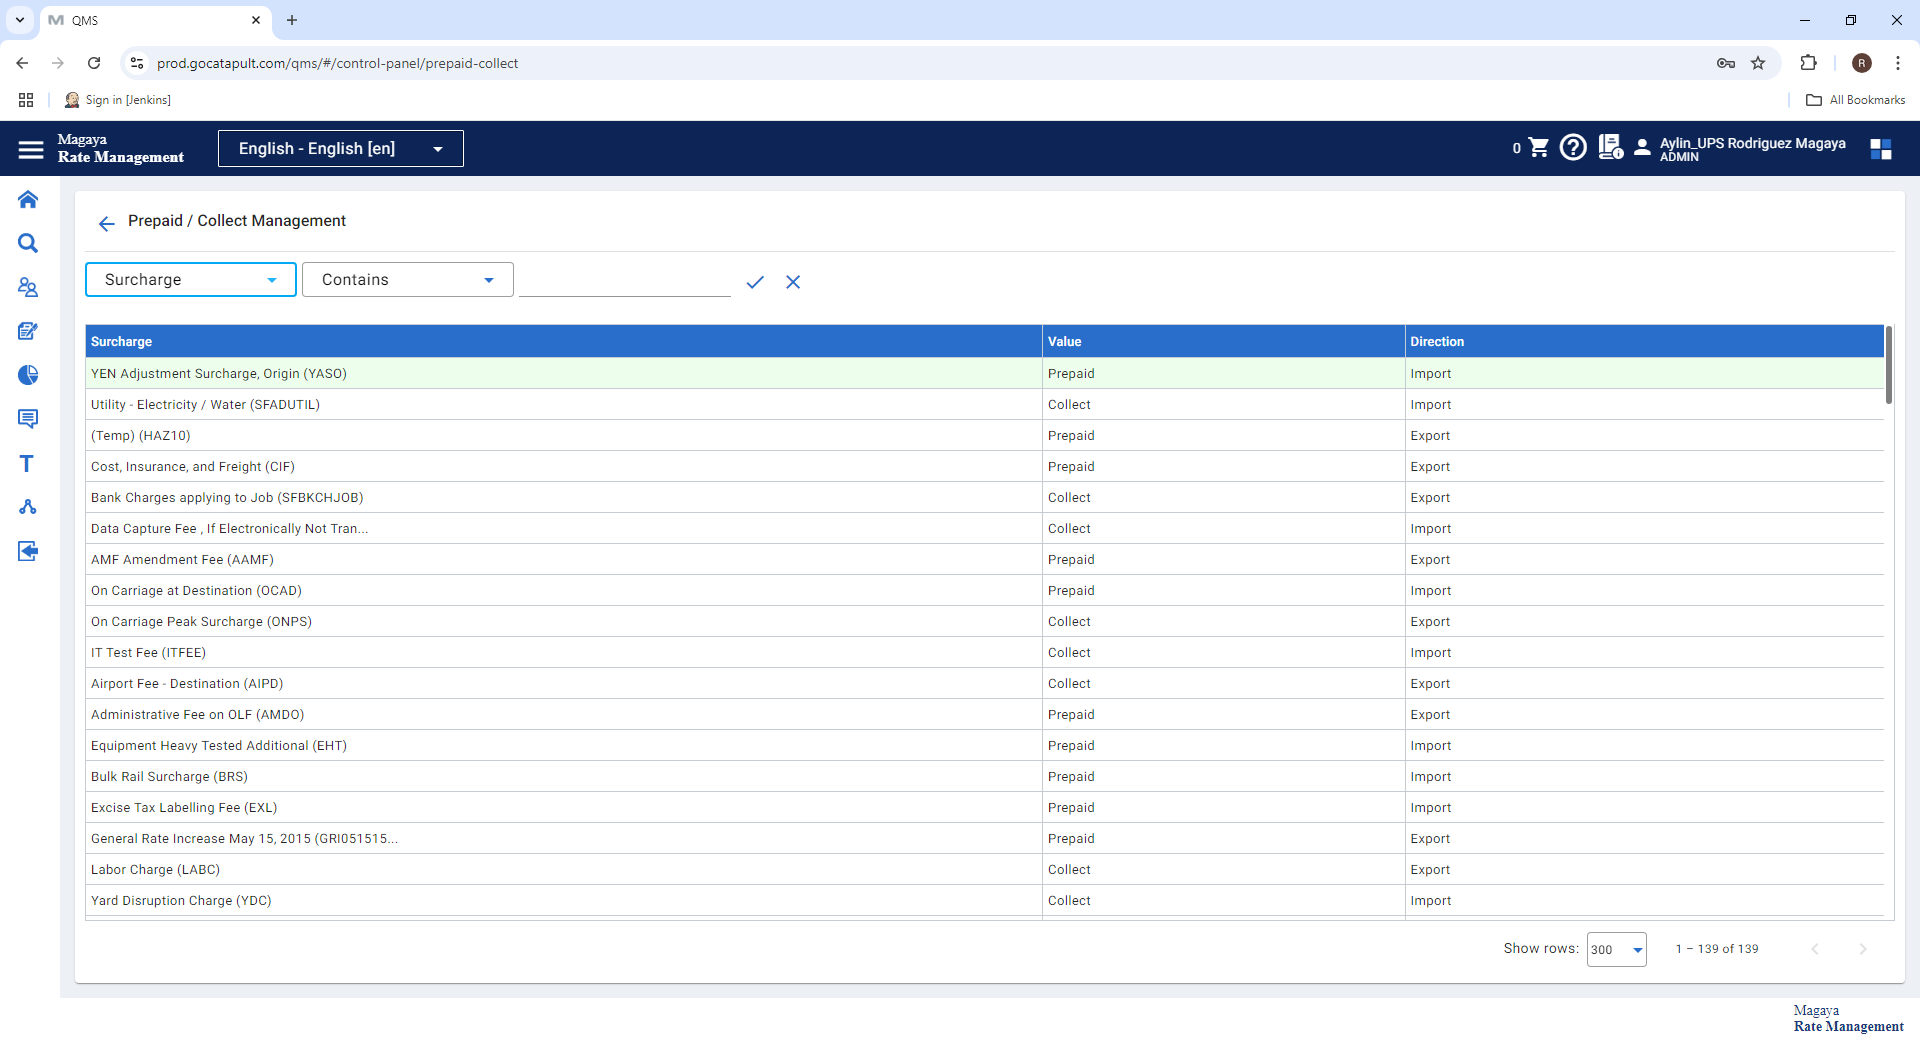 QMS
prod.gocatapult.com/qms/#/control-panel/prepaid-collect
R
Sign in [Jenkins]
All Bookmarks
Magaya
Rate Management
English - English [en]
0
Aylin_UPS Rodriguez Magaya
ADMIN
Prepaid / Collect Management
Surcharge
Contains
Surcharge Value Direction
YEN Adjustment Surcharge, Origin (YASO) Prepaid Import
Utility - Electricity / Water (SFADUTIL) Collect Import
(Temp) (HAZ10) Prepaid Export
Cost, Insurance, and Freight (CIF) Prepaid Export
Bank Charges applying to Job (SFBKCHJOB) Collect Export
Data Capture Fee , If Electronically Not Tran... Collect Import
AMF Amendment Fee (AAMF) Prepaid Export
On Carriage at Destination (OCAD) Prepaid Import
On Carriage Peak Surcharge (ONPS) Collect Export
IT Test Fee (ITFEE) Collect Import
Airport Fee - Destination (AIPD) Collect Export
Administrative Fee on OLF (AMDO) Prepaid Export
Equipment Heavy Tested Additional (EHT) Prepaid Import
Bulk Rail Surcharge (BRS) Prepaid Import
Excise Tax Labelling Fee (EXL) Prepaid Import
General Rate Increase May 15, 2015 (GRI051515... Prepaid Export
Labor Charge (LABC) Collect Export
Yard Disruption Charge (YDC) Collect Import
Show rows: 300 1 – 139 of 139
Magaya
Rate Management